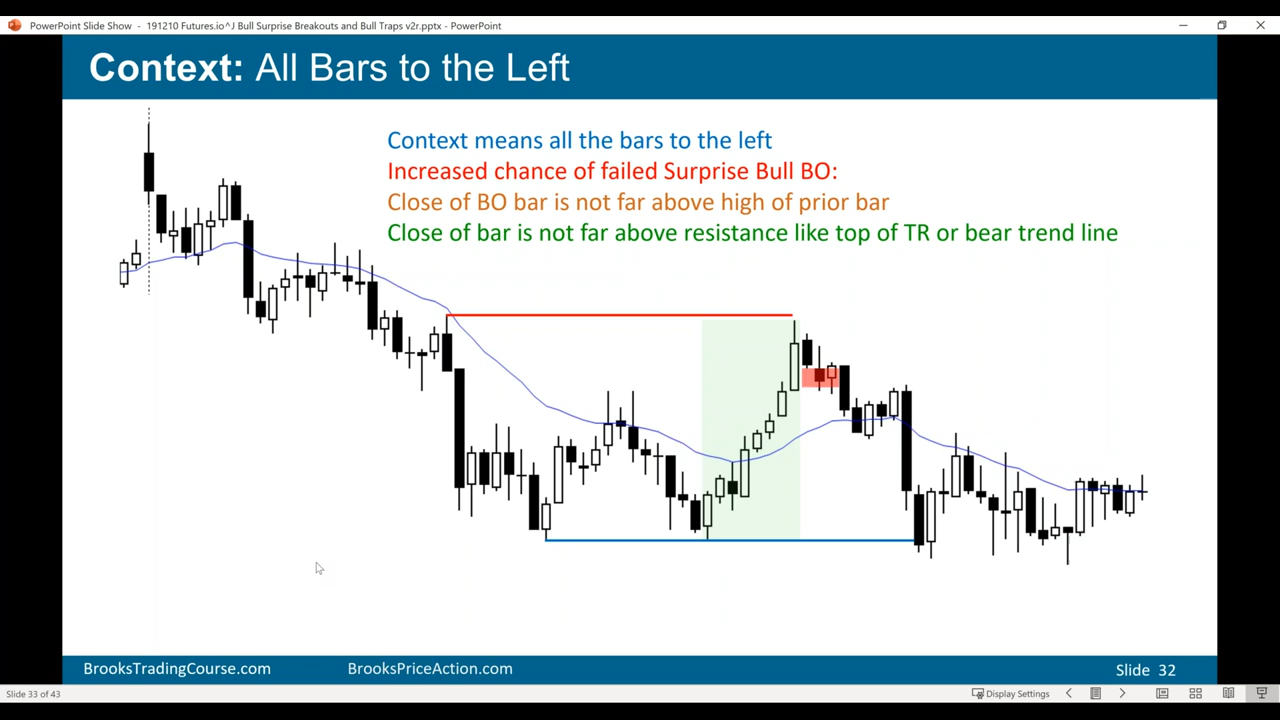 PowerPoint Slide Show - 191210 Futures.io^J Bull Surprise Breakouts and Bull Traps v2r.pptx - PowerPoint
Context: All Bars to the Left
Context means all the bars to the left
Increased chance of failed Surprise Bull BO:
Close of BO bar is not far above high of prior bar
Close of bar is not far above resistance like top of TR or bear trend line
BrooksTradingCourse.com BrooksPriceAction.com Slide 32
Slide 33 of 43 Display Settings